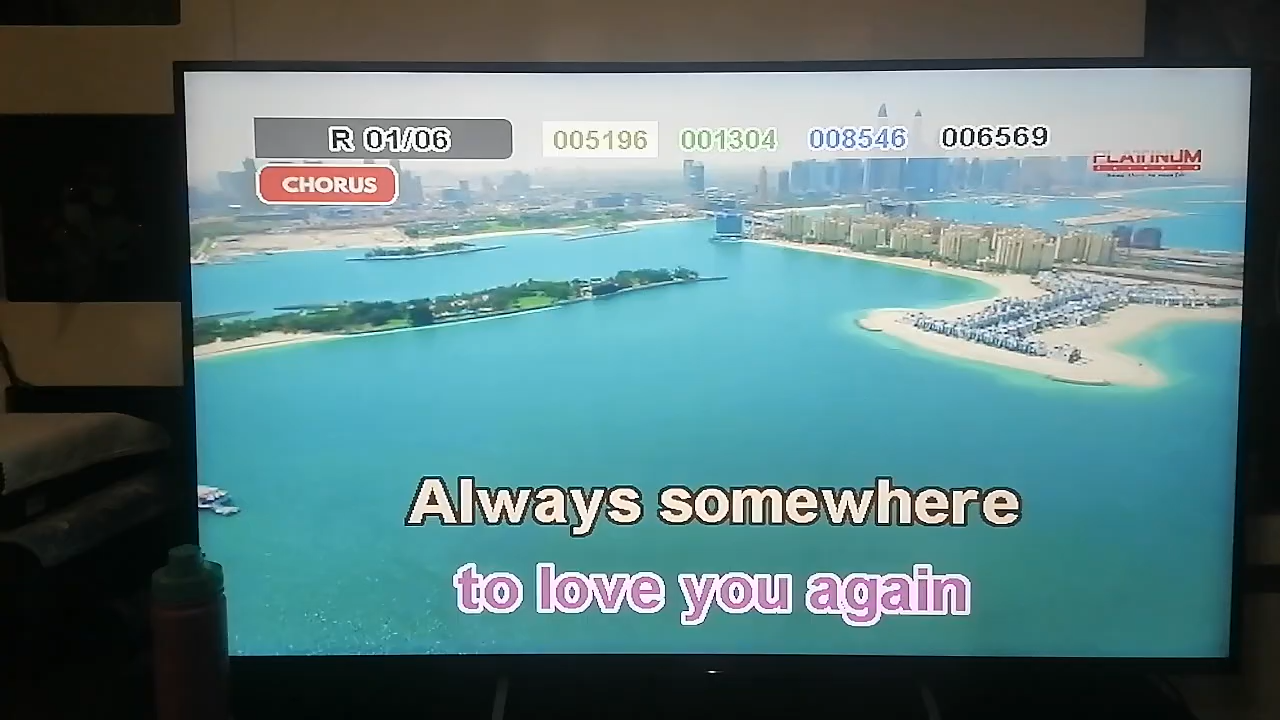 R 01/06 005196 001304 008546 006569
PLATINUM
CHORUS
Always somewhere
to love you again